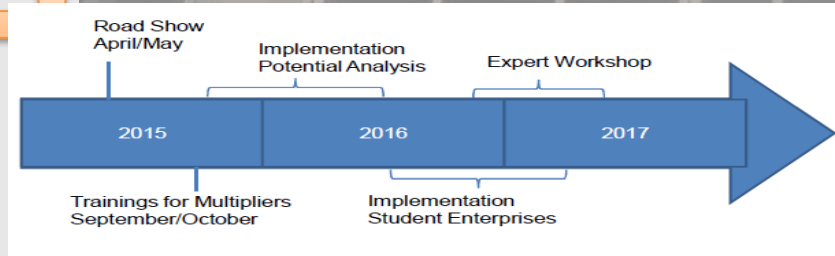 Road Show
April/May
Implementation
Potential Analysis
Expert Workshop
2015
2016
2017
Trainings for Multipliers
September/October
Implementation
Student Enterprises